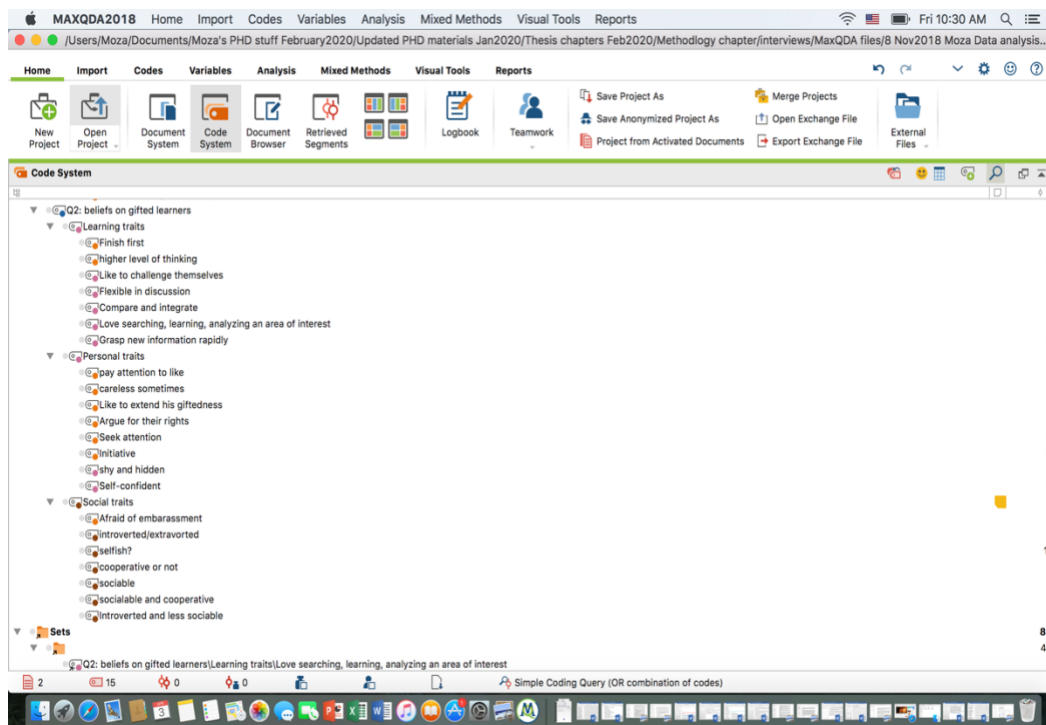 MAXQDA2018 Home Import Codes Variables Analysis Mixed Methods Visual Tools Reports Fri 10:30 AM
/Users/Moza/Documents/Moza's PHD stuff February2020/Updated PHD materials Jan2020/Thesis chapters Feb2020/Methodlogy chapter/interviews/MaxQDA files/8 Nov2018 Moza Data analysis...
Home Import Codes Variables Analysis Mixed Methods Visual Tools Reports
New Project
Open Project
Document System
Code System
Document Browser
Retrieved Segments
Logbook
Teamwork
Save Project As
Save Anonymized Project As
Project from Activated Documents
Merge Projects
Open Exchange File
Export Exchange File
External Files
Code System
Q2: beliefs on gifted learners
Learning traits
Finish first
higher level of thinking
Like to challenge themselves
Flexible in discussion
Compare and integrate
Love searching, learning, analyzing an area of interest
Grasp new information rapidly
Personal traits
pay attention to like
careless sometimes
Like to extend his giftedness
Argue for their rights
Seek attention
Initiative
shy and hidden
Self-confident
Social traits
Afraid of embarassment
introverted/extravorted
selfish? 1
cooperative or not
sociable
socialable and cooperative
Introverted and less sociable
Sets 8
4
Q2: beliefs on gifted learners\Learning traits\Love searching, learning, analyzing an area of interest
2 15 0 0 Simple Coding Query (OR combination of codes)